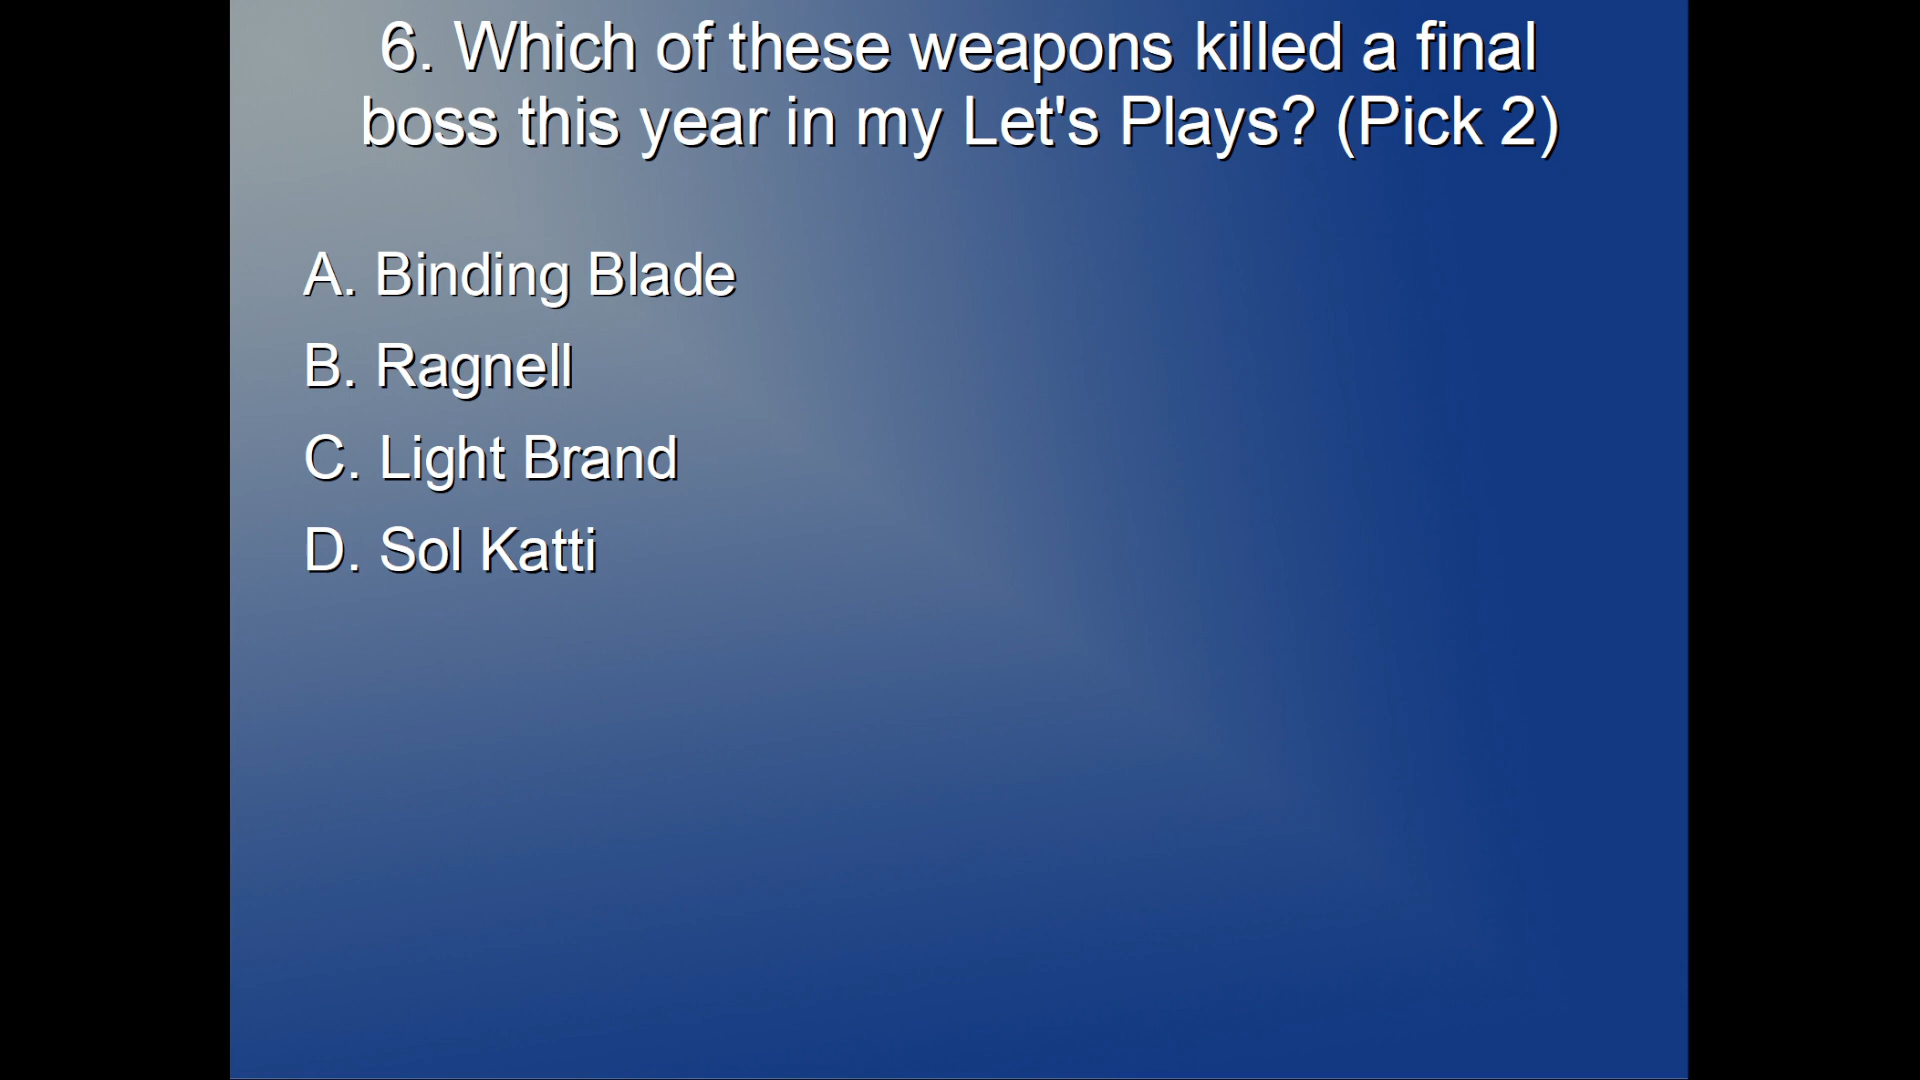 6. Which of these weapons killed a final
boss this year in my Let's Plays? (Pick 2)
A. Binding Blade
B. Ragnell
C. Light Brand
D. Sol Katti